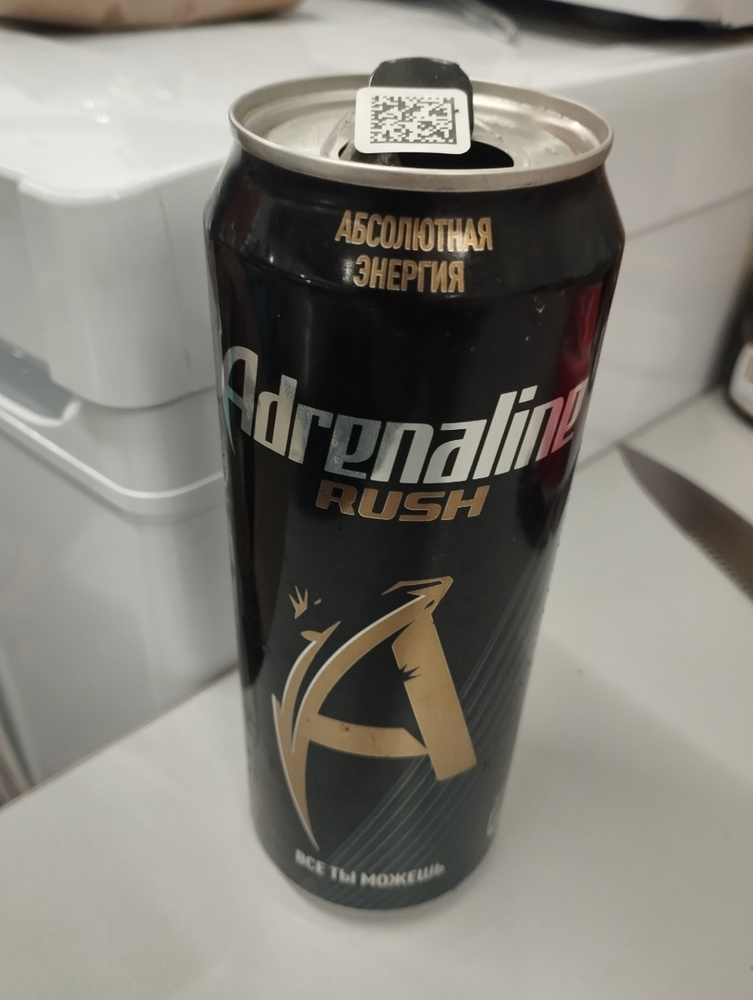 АБСОЛЮТНАЯ
ЭНЕРГИЯ
Adrenaline
RUSH
ВСЕ ТЫ МОЖЕШЬ